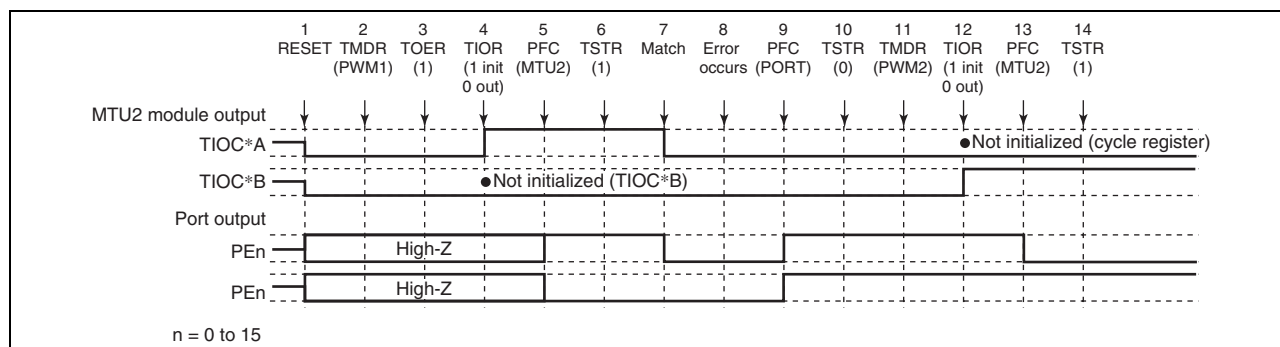 1 2 3 4 5 6 7 8 9 10 11 12 13 14
RESET TMDR TOER TIOR PFC TSTR Match Error PFC TSTR TMDR TIOR PFC TSTR
(PWM1) (1) (1 init (MTU2) (1) occurs (PORT) (0) (PWM2) (1 init (MTU2) (1)
0 out) 0 out)
MTU2 module output
TIOC*A ●Not initialized (cycle register)
TIOC*B ●Not initialized (TIOC*B)
Port output
PEn High-Z
PEn High-Z
n = 0 to 15